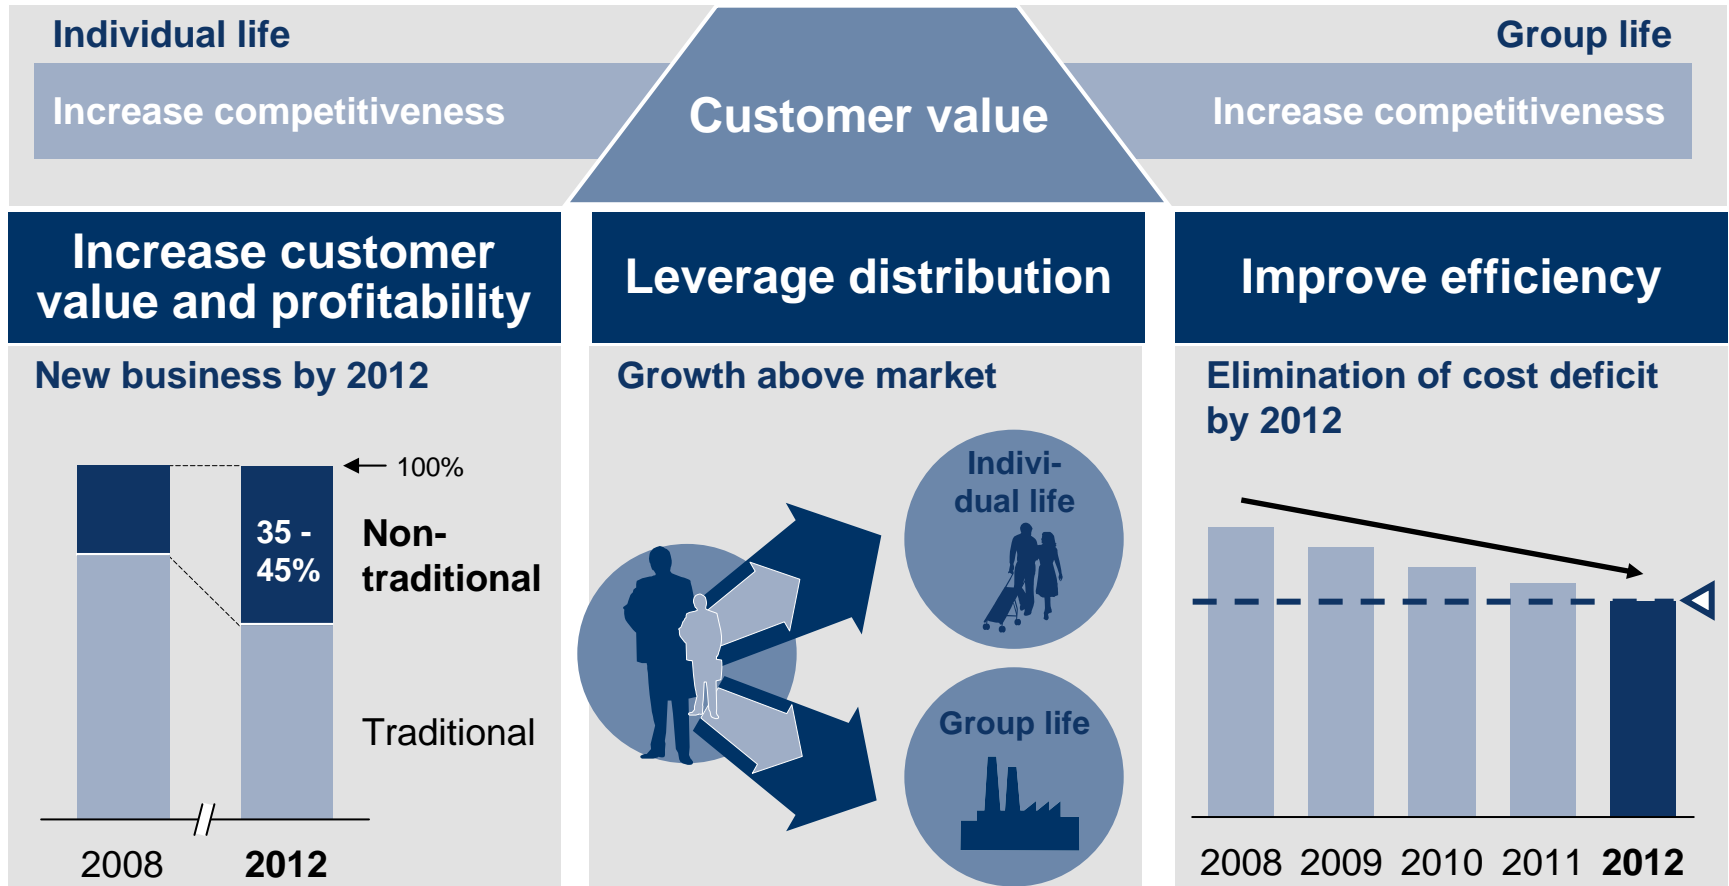 Individual life
Group life
Increase competitiveness
Customer value
Increase competitiveness
Increase customer
value and profitability
Leverage distribution
Improve efficiency
New business by 2012
100%
35 -
45%
Non-
traditional
Traditional
2008
2012
Growth above market
Indivi-
dual life
Group life
Elimination of cost deficit
by 2012
2008 2009 2010 2011 2012